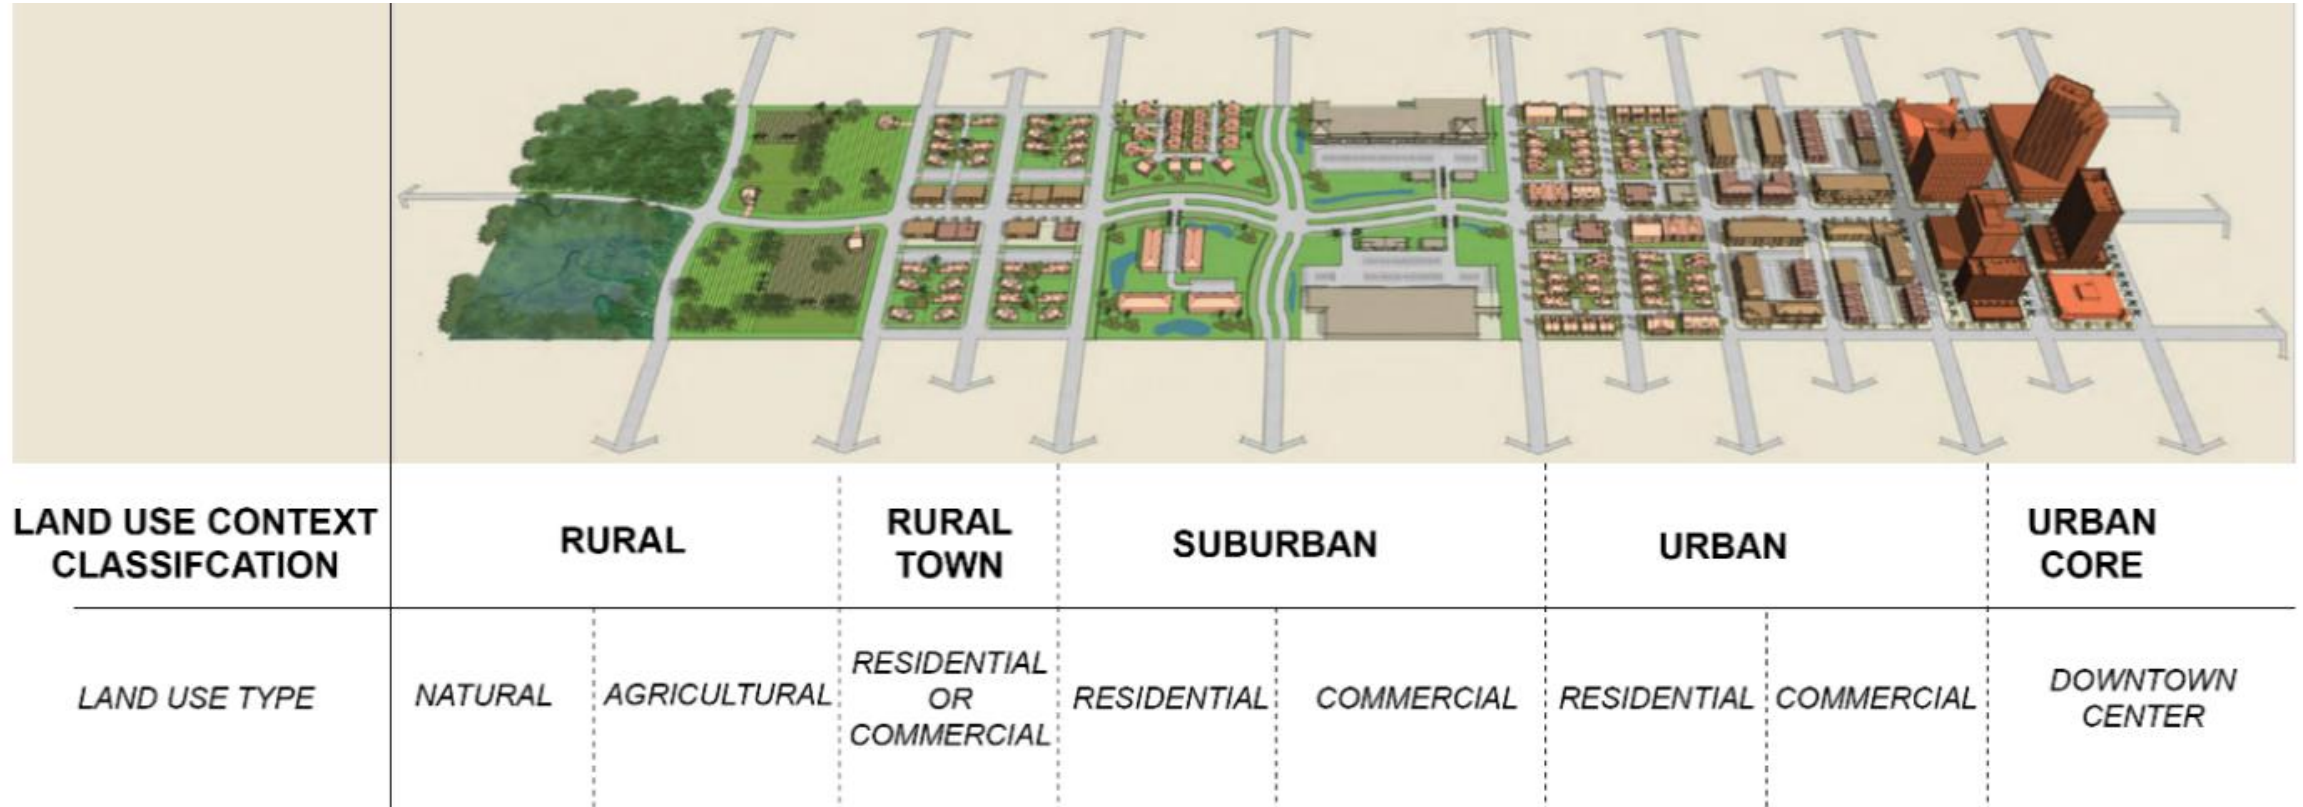 LAND USE CONTEXT
CLASSIFCATION
RURAL
RURAL
TOWN
SUBURBAN
URBAN
URBAN
CORE
LAND USE TYPE
NATURAL
AGRICULTURAL
RESIDENTIAL
OR
COMMERCIAL
RESIDENTIAL
COMMERCIAL
RESIDENTIAL
COMMERCIAL
DOWNTOWN
CENTER